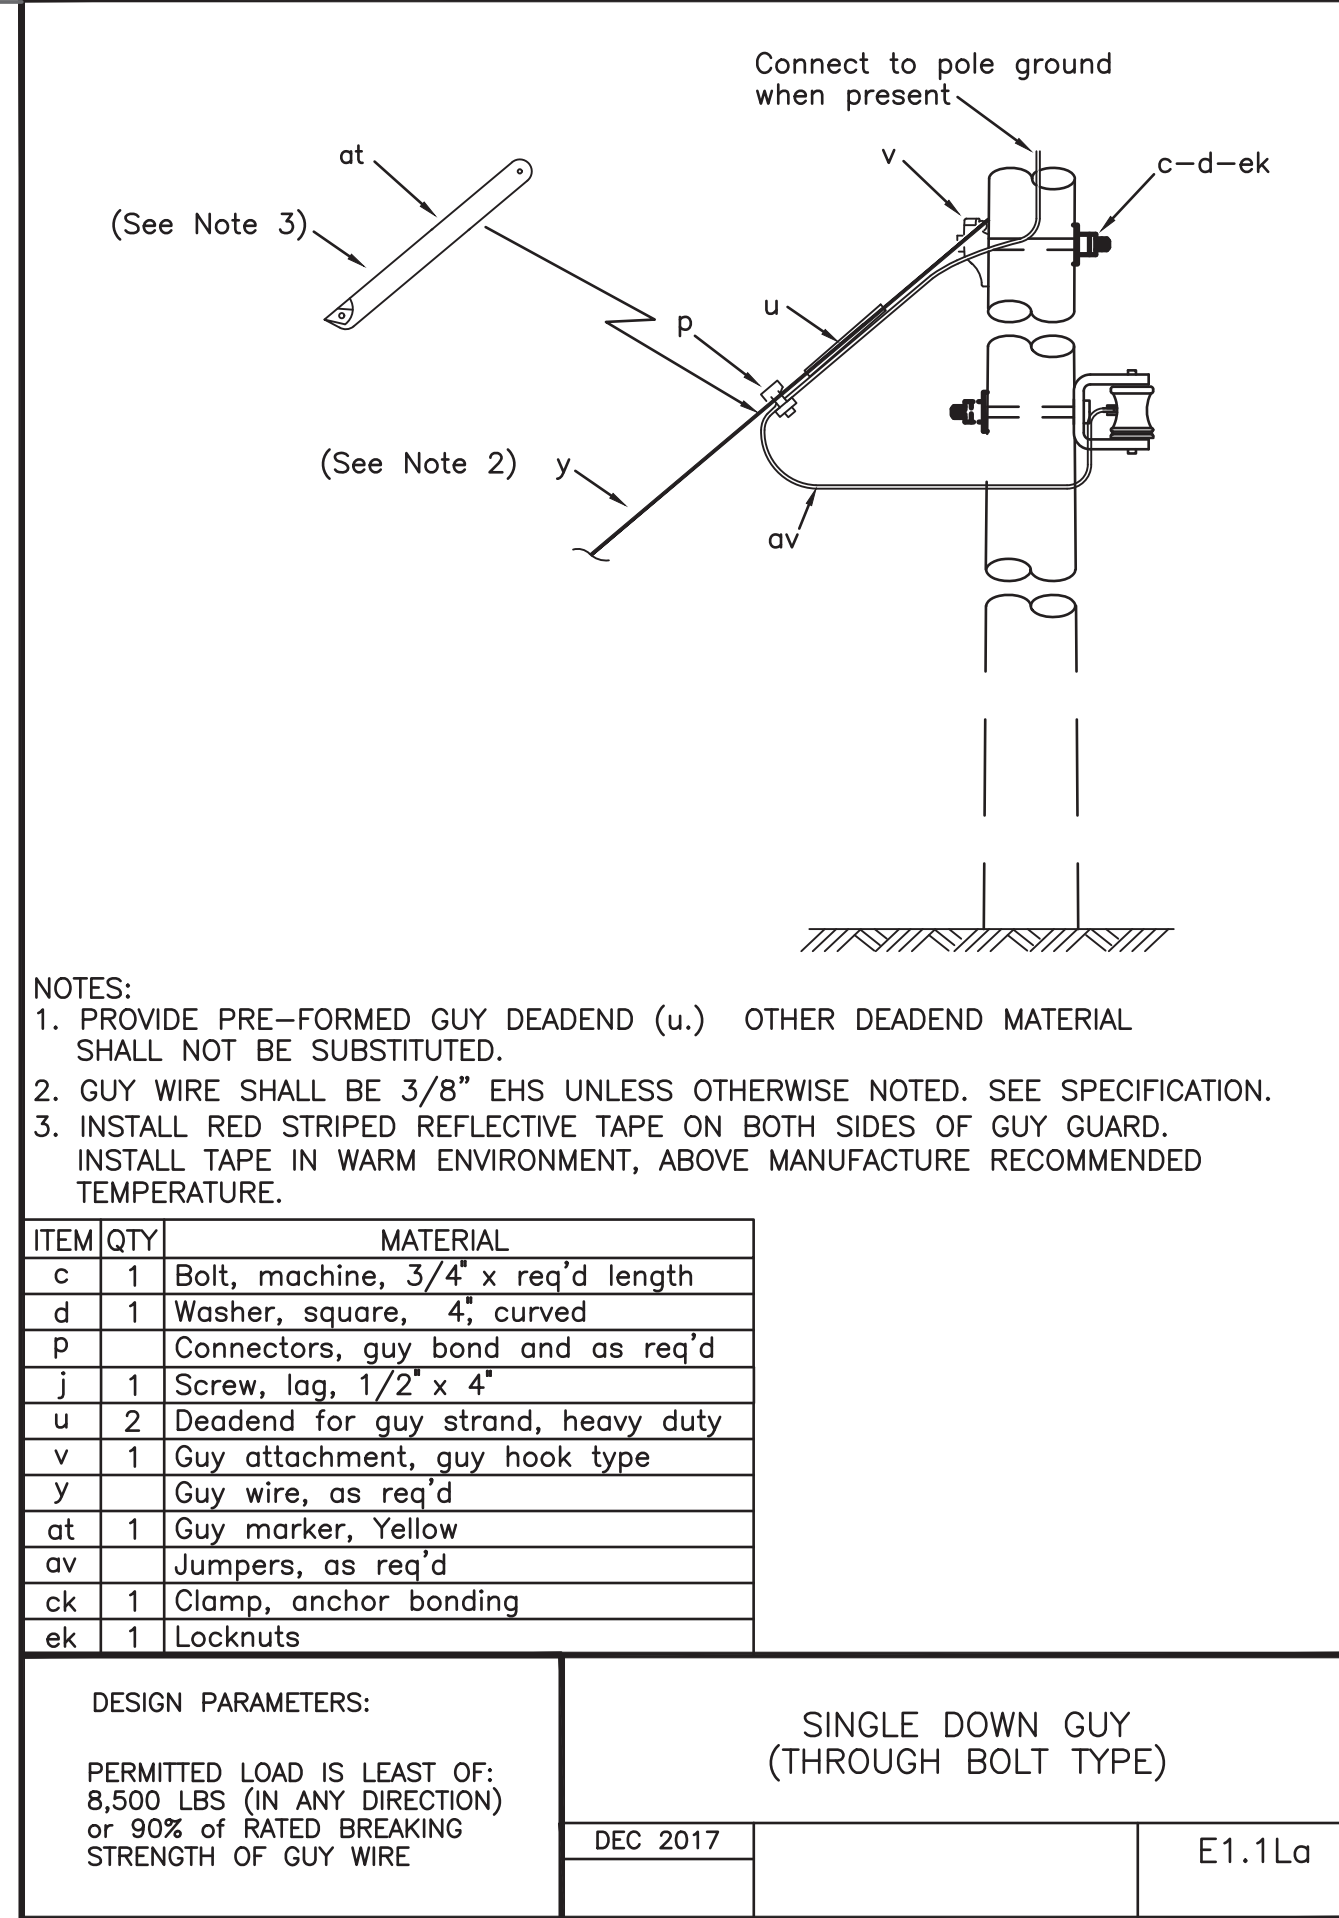 Connect to pole ground
when present
at
v
c-d-ek
(See Note 3)
u
p
(See Note 2) y
av
NOTES:
1. PROVIDE PRE-FORMED GUY DEADEND (u.) OTHER DEADEND MATERIAL
SHALL NOT BE SUBSTITUTED.
2. GUY WIRE SHALL BE 3/8" EHS UNLESS OTHERWISE NOTED. SEE SPECIFICATION.
3. INSTALL RED STRIPED REFLECTIVE TAPE ON BOTH SIDES OF GUY GUARD.
INSTALL TAPE IN WARM ENVIRONMENT, ABOVE MANUFACTURE RECOMMENDED
TEMPERATURE.
ITEM QTY MATERIAL
c 1 Bolt, machine, 3/4" x req'd length
d 1 Washer, square, 4", curved
p Connectors, guy bond and as req'd
j 1 Screw, lag, 1/2" x 4"
u 2 Deadend for guy strand, heavy duty
v 1 Guy attachment, guy hook type
y Guy wire, as req'd
at 1 Guy marker, Yellow
av Jumpers, as req'd
ck 1 Clamp, anchor bonding
ek 1 Locknuts
DESIGN PARAMETERS:
PERMITTED LOAD IS LEAST OF:
8,500 LBS (IN ANY DIRECTION)
or 90% of RATED BREAKING
STRENGTH OF GUY WIRE
SINGLE DOWN GUY
(THROUGH BOLT TYPE)
DEC 2017
E1.1La